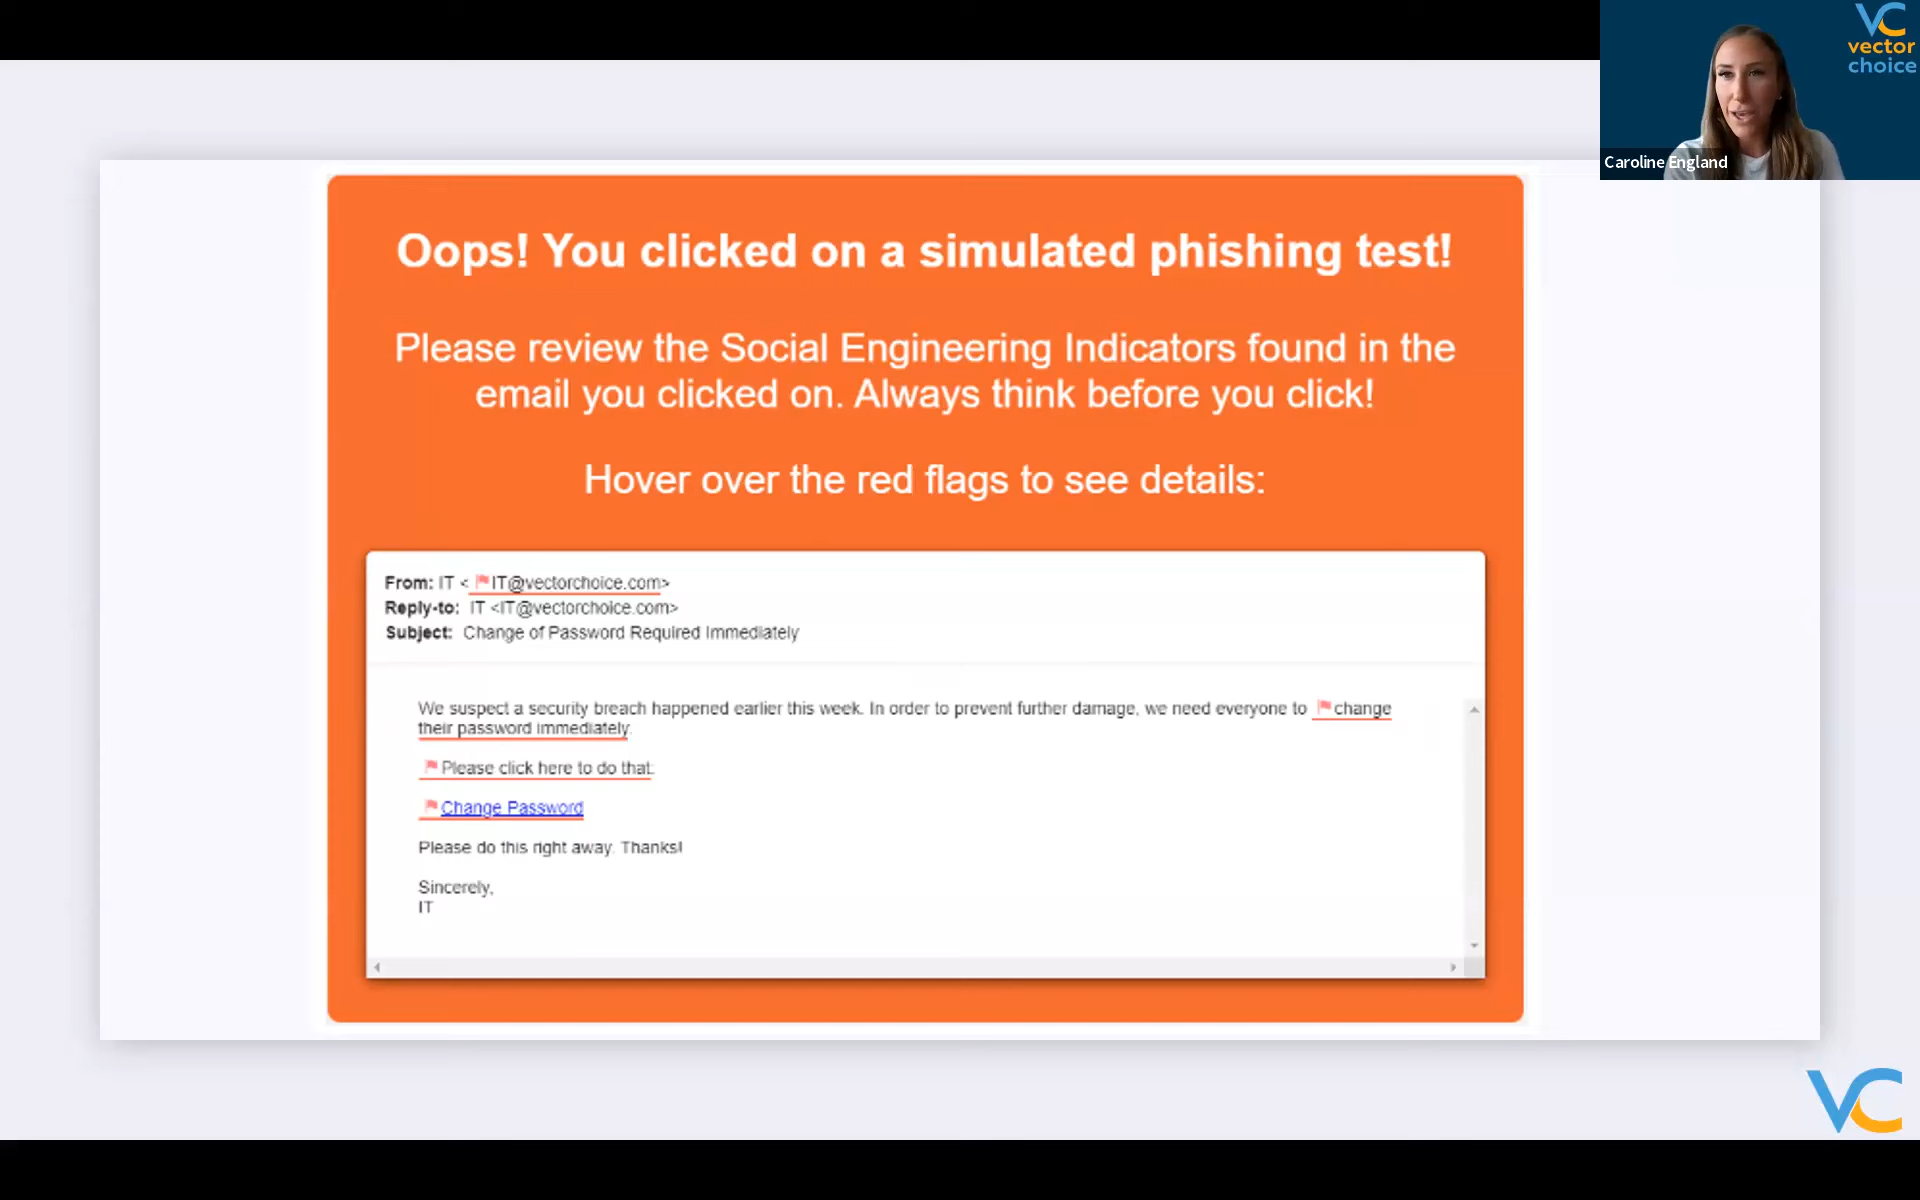 VC
vector
choice
Caroline England
Oops! You clicked on a simulated phishing test!
Please review the Social Engineering Indicators found in the
email you clicked on. Always think before you click!
Hover over the red flags to see details:
From: IT < IT@vectorchoice.com>
Reply-to: IT <IT@vectorchoice.com>
Subject: Change of Password Required Immediately
We suspect a security breach happened earlier this week. In order to prevent further damage, we need everyone to change
their password immediately.
Please click here to do that:
Change Password
Please do this right away. Thanks!
Sincerely,
IT
VC